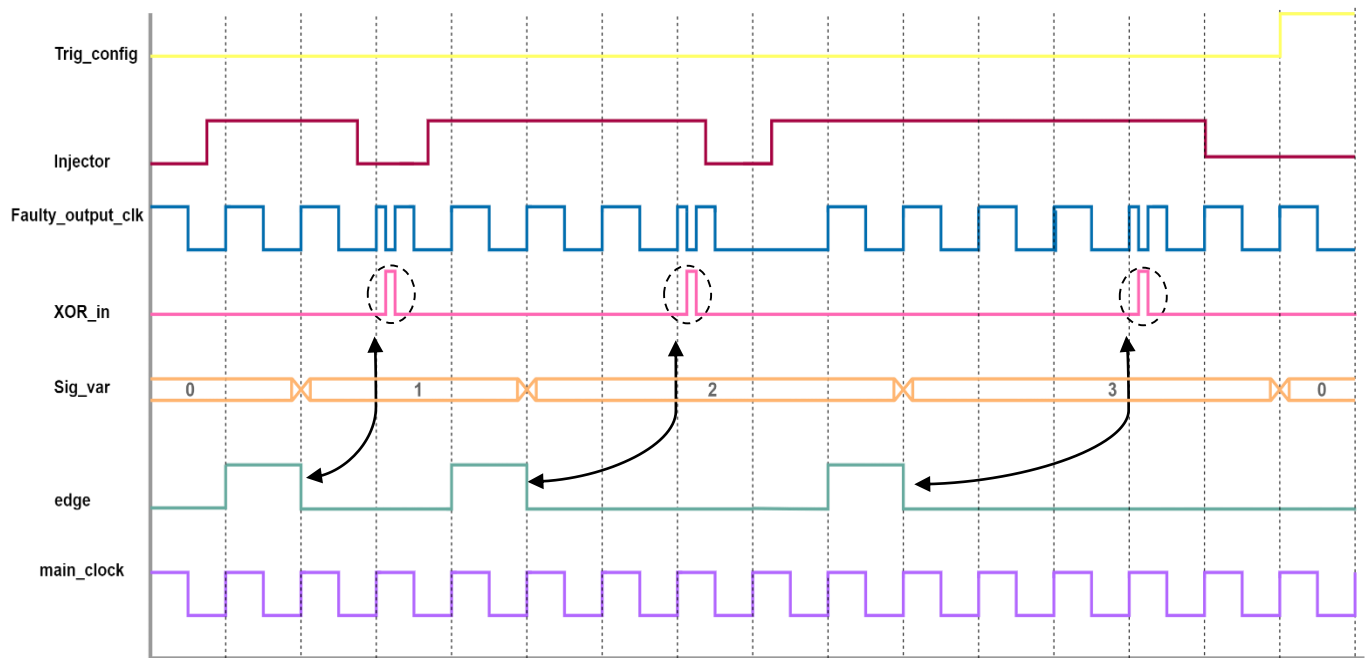 Trig_config
Injector
Faulty_output_clk
XOR_in
Sig_var
0 1 2 3 0
edge
main_clock